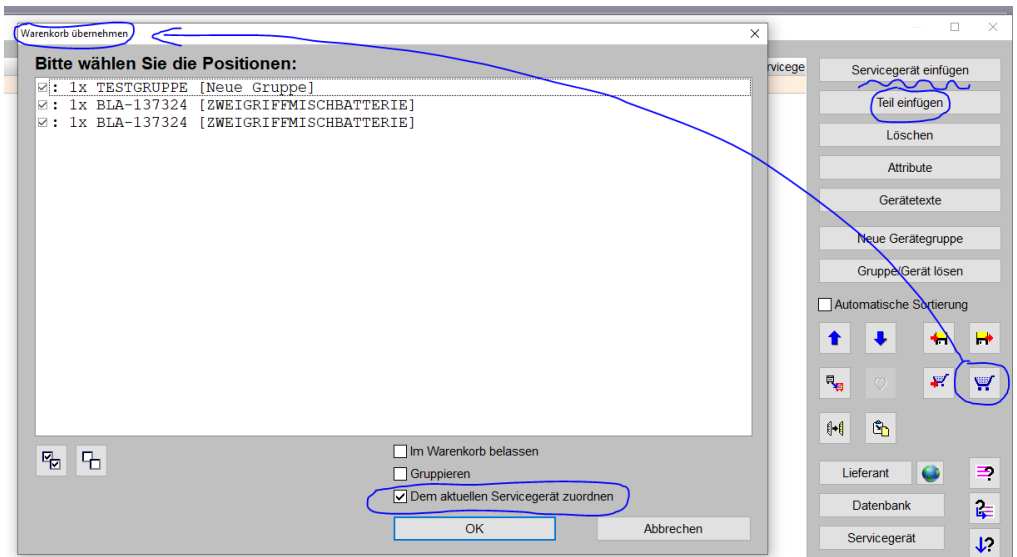 Warenkorb übernehmen
Bitte wählen Sie die Positionen:
: 1x TESTGRUPPE [Neue Gruppe]
: 1x BLA-137324 [ZWEIGRIFFMISCHBATTERIE]
: 1x BLA-137324 [ZWEIGRIFFMISCHBATTERIE]
Im Warenkorb belassen
Gruppieren
Dem aktuellen Servicegerät zuordnen
OK
Abbrechen
rvicege
Servicegerät einfügen
Teil einfügen
Löschen
Attribute
Gerätetexte
Neue Gerätegruppe
Gruppe/Gerät lösen
Automatische Sortierung
Lieferant
Datenbank
Servicegerät